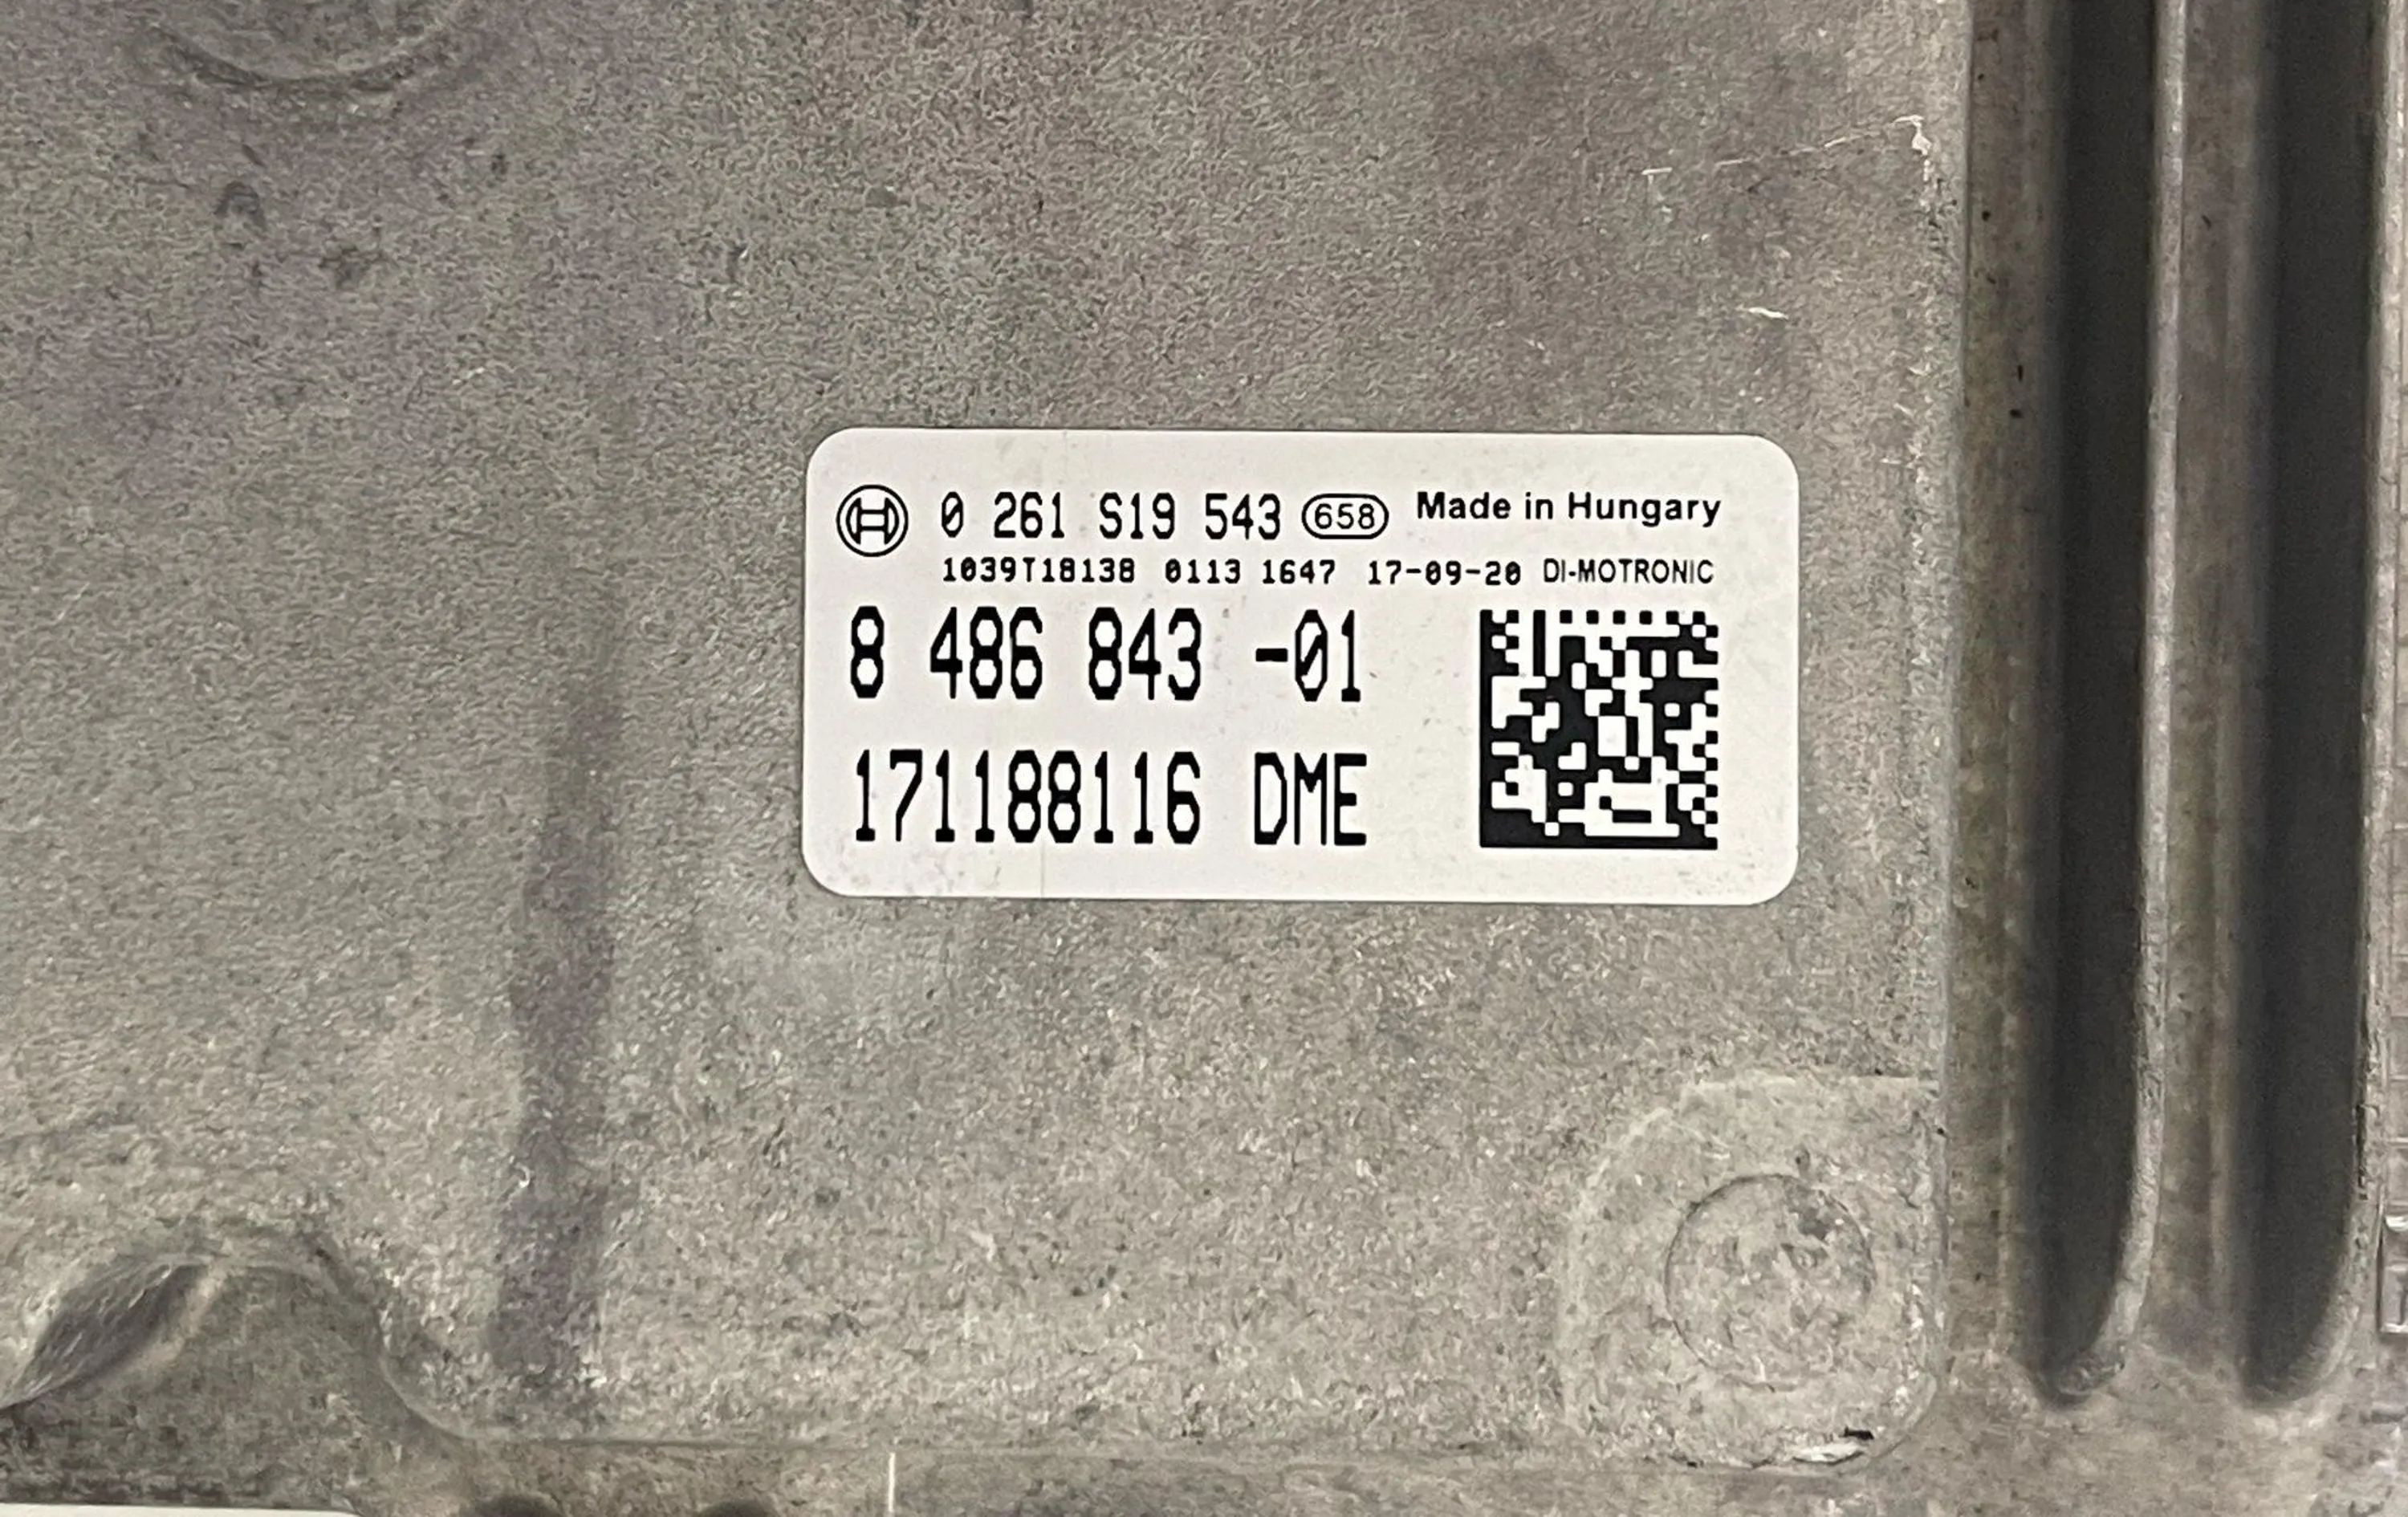 0 261 S19 543 658 Made in Hungary
1039T18138 0113 1647 17-09-20 DI-MOTRONIC
8 486 843 -01
171188116 DME